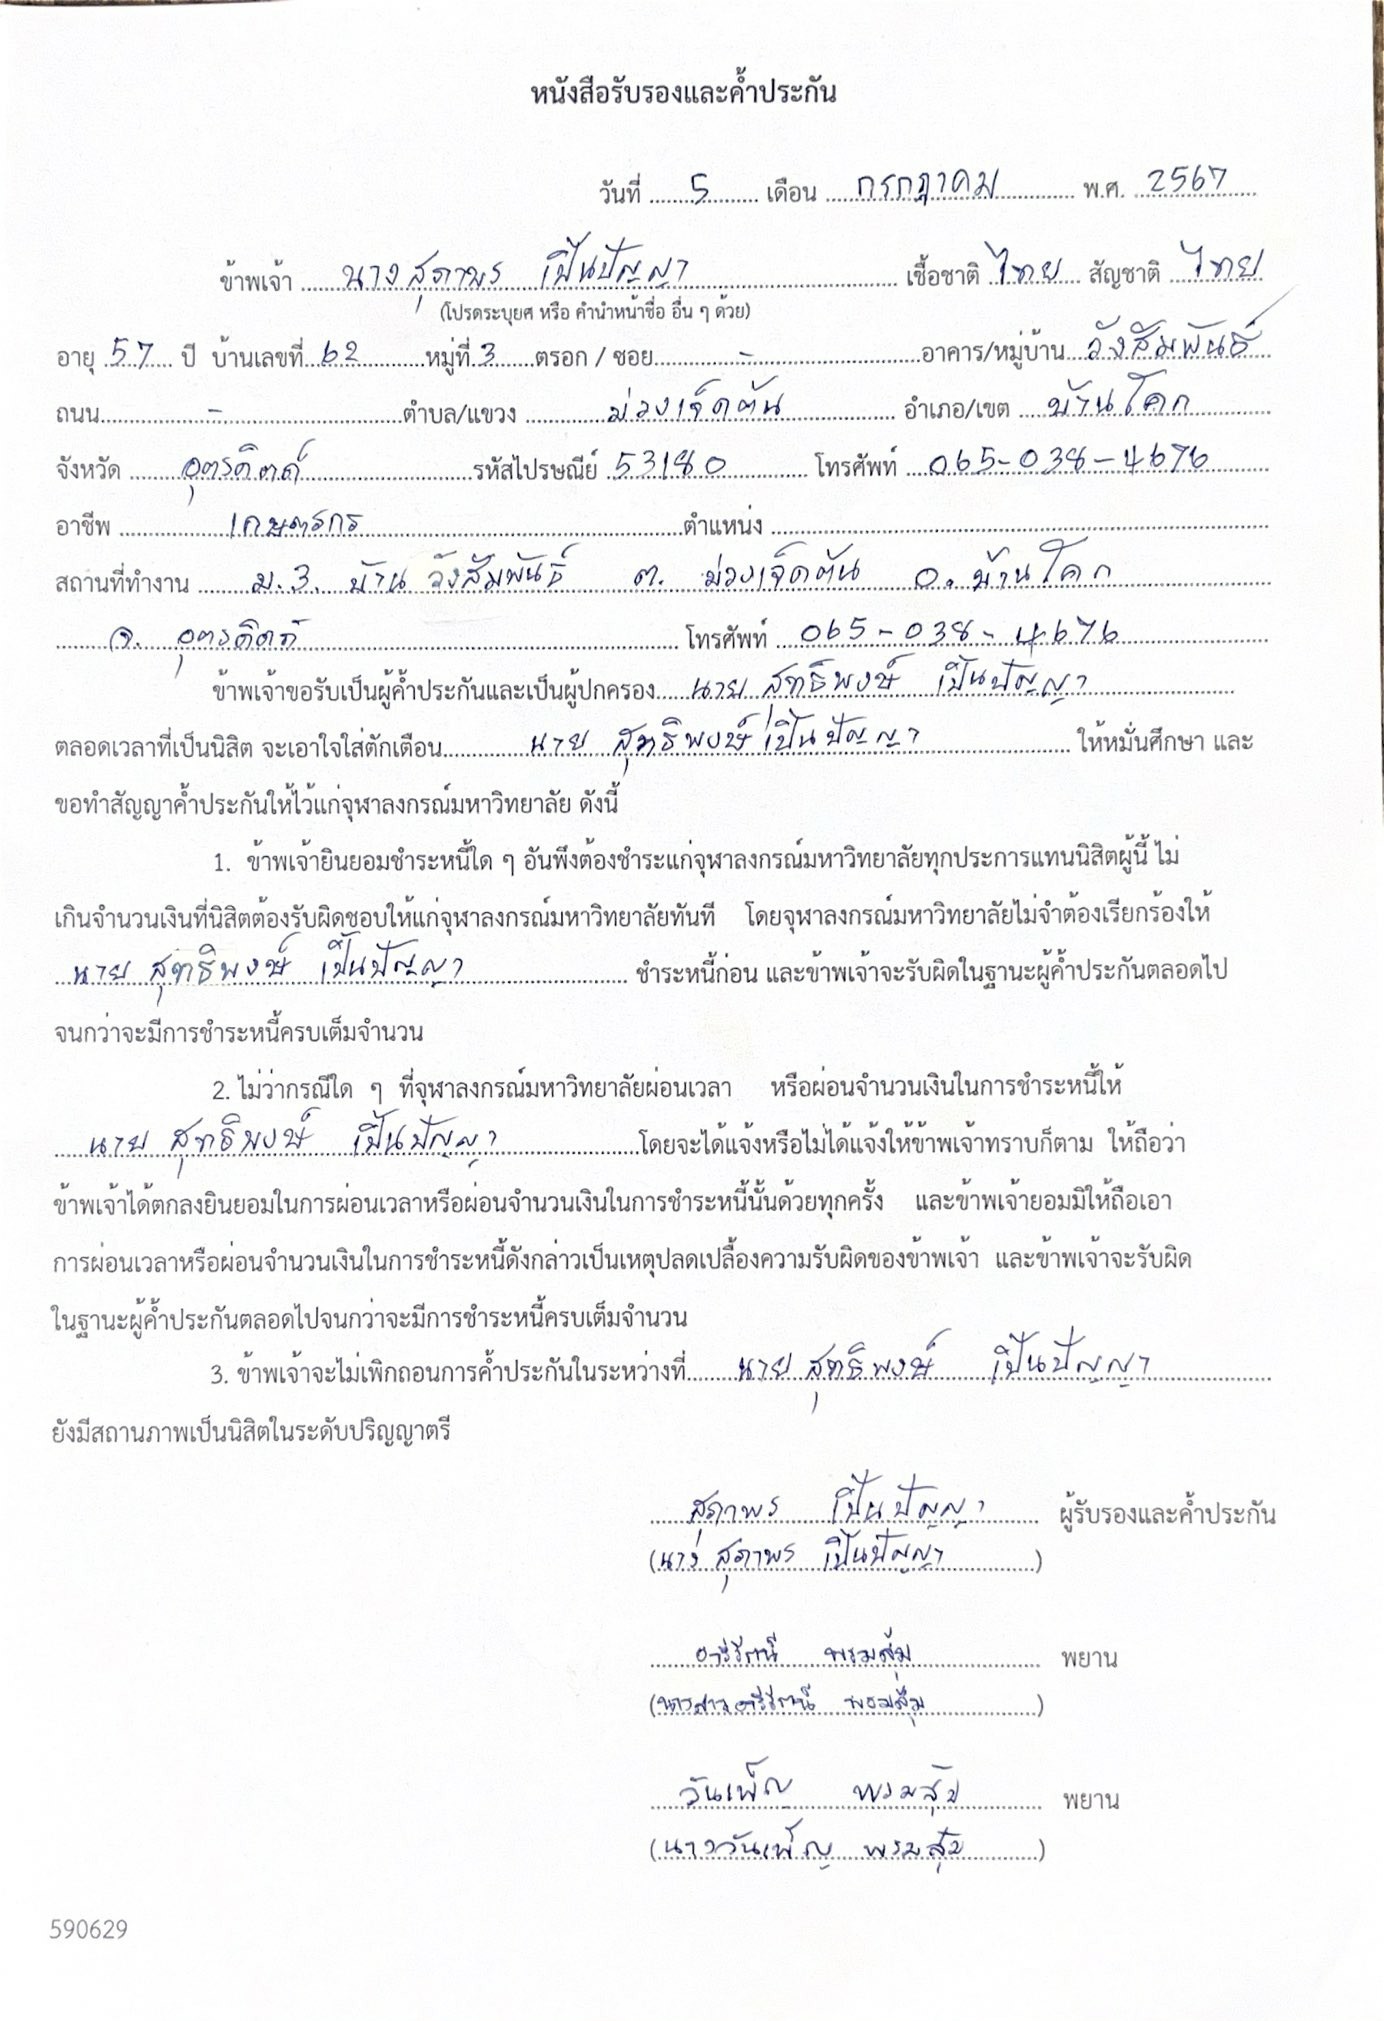 หนังสือรับรองและค้ำประกัน
วันที่ 5 เดือน กรกฎาคม พ.ศ. 2567
ข้าพเจ้า นางสุภาพร เป็นปัญญา เชื้อชาติ ไทย สัญชาติ ไทย
(โปรดระบุยศ หรือ คำนำหน้าชื่อ อื่น ๆ ด้วย)
อายุ 57 ปี บ้านเลขที่ 62 หมู่ที่ 3 ตรอก / ซอย - อาคาร/หมู่บ้าน วังสัมพันธ์
ถนน - ตำบล/แขวง ม่วงเจ็ดต้น อำเภอ/เขต บ้านโคก
จังหวัด อุตรดิตถ์ รหัสไปรษณีย์ 53180 โทรศัพท์ 065-038-4676
อาชีพ เกษตรกร ตำแหน่ง
สถานที่ทำงาน ม.3. บ้าน วังสัมพันธ์ ต. ม่วงเจ็ดต้น อ. บ้านโคก
จ. อุตรดิตถ์ โทรศัพท์ 065-038-4676
ข้าพเจ้าขอรับเป็นผู้ค้ำประกันและเป็นผู้ปกครอง นาย สุทธิพงษ์ เป็นปัญญา
ตลอดเวลาที่เป็นนิสิต จะเอาใจใส่ตักเตือน นาย สุทธิพงษ์ เป็นปัญญา ให้หมั่นศึกษา และ
ขอทำสัญญาค้ำประกันให้ไว้แก่จุฬาลงกรณ์มหาวิทยาลัย ดังนี้
1. ข้าพเจ้ายินยอมชำระหนี้ใด ๆ อันพึงต้องชำระแก่จุฬาลงกรณ์มหาวิทยาลัยทุกประการแทนนิสิตผู้นี้ ไม่
เกินจำนวนเงินที่นิสิตต้องรับผิดชอบให้แก่จุฬาลงกรณ์มหาวิทยาลัยทันที โดยจุฬาลงกรณ์มหาวิทยาลัยไม่จำต้องเรียกร้องให้
นาย สุทธิพงษ์ เป็นปัญญา ชำระหนี้ก่อน และข้าพเจ้าจะรับผิดในฐานะผู้ค้ำประกันตลอดไป
จนกว่าจะมีการชำระหนี้ครบเต็มจำนวน
2. ไม่ว่ากรณีใด ๆ ที่จุฬาลงกรณ์มหาวิทยาลัยผ่อนเวลา หรือผ่อนจำนวนเงินในการชำระหนี้ให้
นาย สุทธิพงษ์ เป็นปัญญา โดยจะได้แจ้งหรือไม่ได้แจ้งให้ข้าพเจ้าทราบก็ตาม ให้ถือว่า
ข้าพเจ้าได้ตกลงยินยอมในการผ่อนเวลาหรือผ่อนจำนวนเงินในการชำระหนี้นั้นด้วยทุกครั้ง และข้าพเจ้ายอมมิให้ถือเอา
การผ่อนเวลาหรือผ่อนจำนวนเงินในการชำระหนี้ดังกล่าวเป็นเหตุปลดเปลื้องความรับผิดของข้าพเจ้า และข้าพเจ้าจะรับผิด
ในฐานะผู้ค้ำประกันตลอดไปจนกว่าจะมีการชำระหนี้ครบเต็มจำนวน
3. ข้าพเจ้าจะไม่เพิกถอนการค้ำประกันในระหว่างที่ นาย สุทธิพงษ์ เป็นปัญญา
ยังมีสถานภาพเป็นนิสิตในระดับปริญญาตรี
สุภาพร เป็นปัญญา ผู้รับรองและค้ำประกัน
(นาง สุภาพร เป็นปัญญา)
อารีรัตน์ พรมสุ่ม พยาน
(นางสาวอารีรัตน์ พรมสุ่ม)
วันเพ็ญ พรมสุ่ม พยาน
(นางวันเพ็ญ พรมสุ่ม)
590629